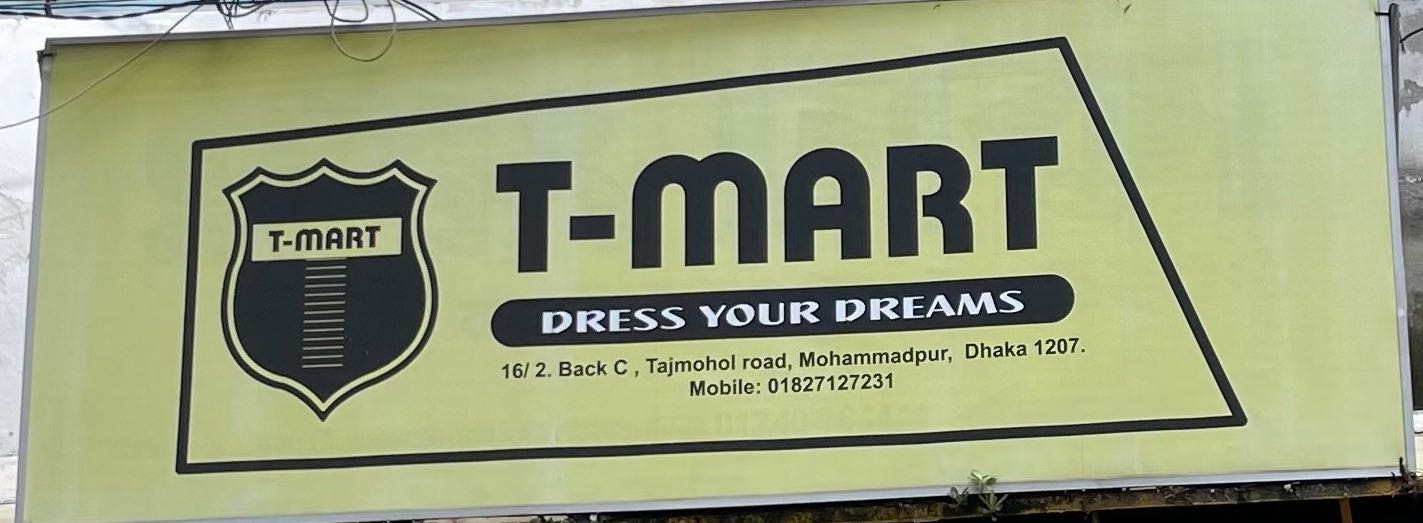 T-MART
T-MART
DRESS YOUR DREAMS
16/ 2. Back C , Tajmohol road, Mohammadpur, Dhaka 1207.
Mobile: 01827127231